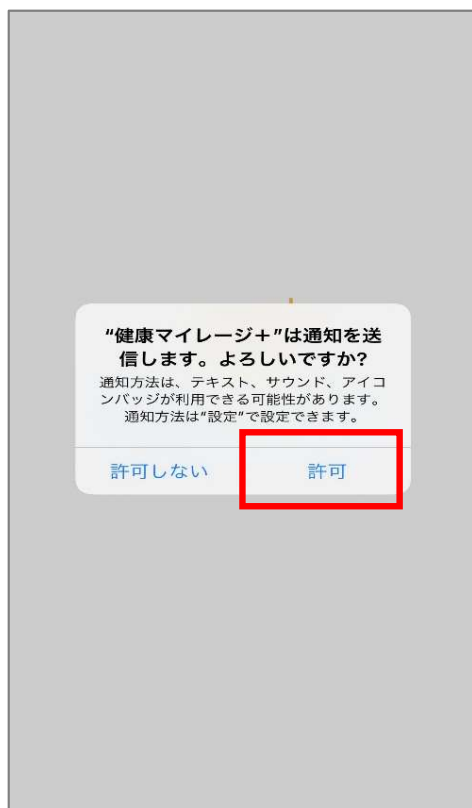 “健康マイレージ＋”は通知を送
信します。よろしいですか?
通知方法は、テキスト、サウンド、アイコ
ンバッジが利用できる可能性があります。
通知方法は“設定”で設定できます。
許可しない
許可